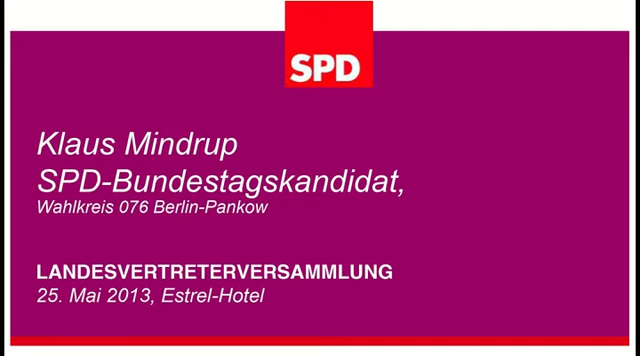 SPD
Klaus Mindrup
SPD-Bundestagskandidat,
Wahlkreis 076 Berlin-Pankow
LANDESVERTRETERVERSAMMLUNG
25. Mai 2013, Estrel-Hotel